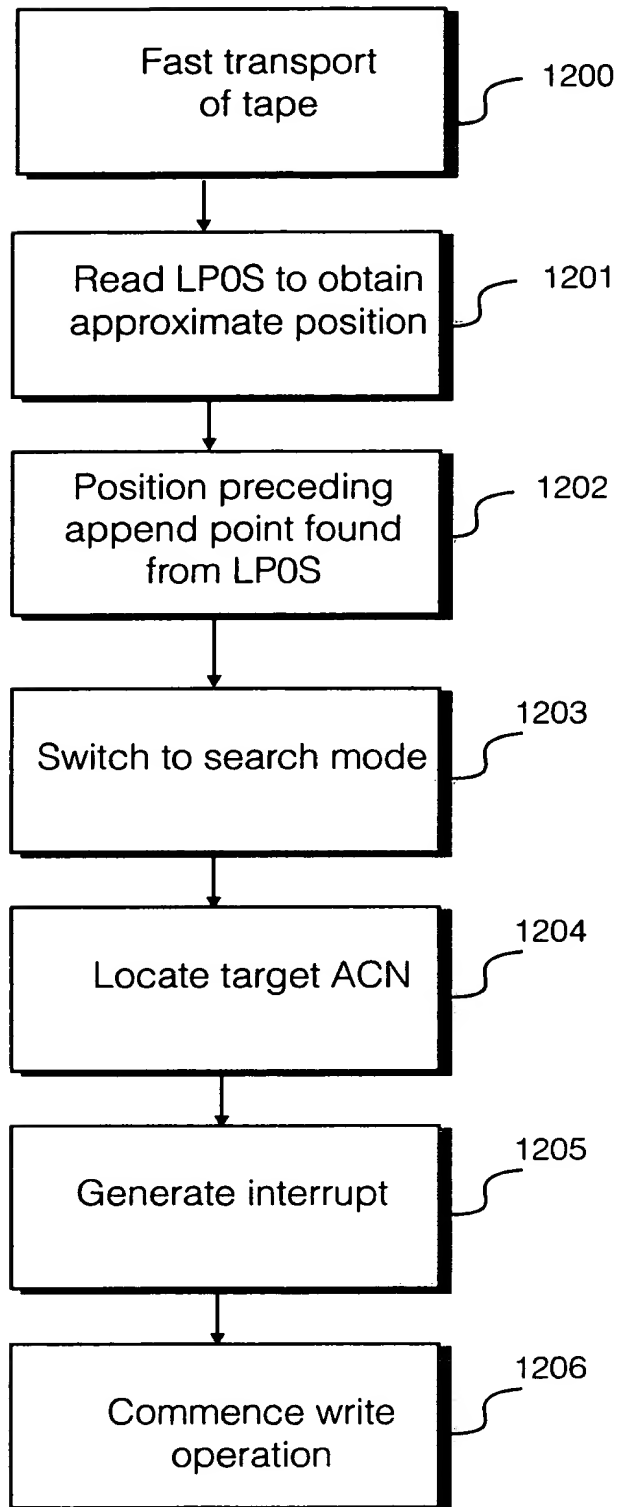 Fast transport
of tape
1200
Read LP0S to obtain
approximate position
1201
Position preceding
append point found
from LP0S
1202
Switch to search mode
1203
Locate target ACN
1204
Generate interrupt
1205
Commence write
operation
1206